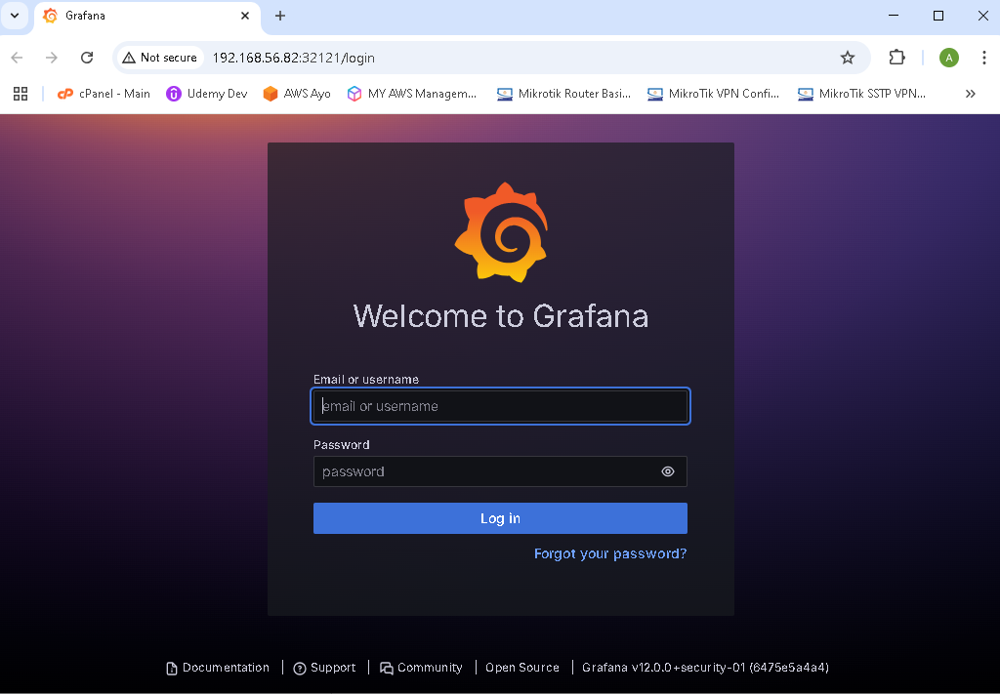 Grafana
Not secure 192.168.56.82:32121/login
A
cPanel - Main Udemy Dev AWS Ayo MY AWS Managem... Mikrotik Router Basi... MikroTik VPN Confi... MikroTik SSTP VPN...
Welcome to Grafana
Email or username
email or username
Password
password
Log in
Forgot your password?
Documentation Support Community Open Source Grafana v12.0.0+security-01 (6475e5a4a4)